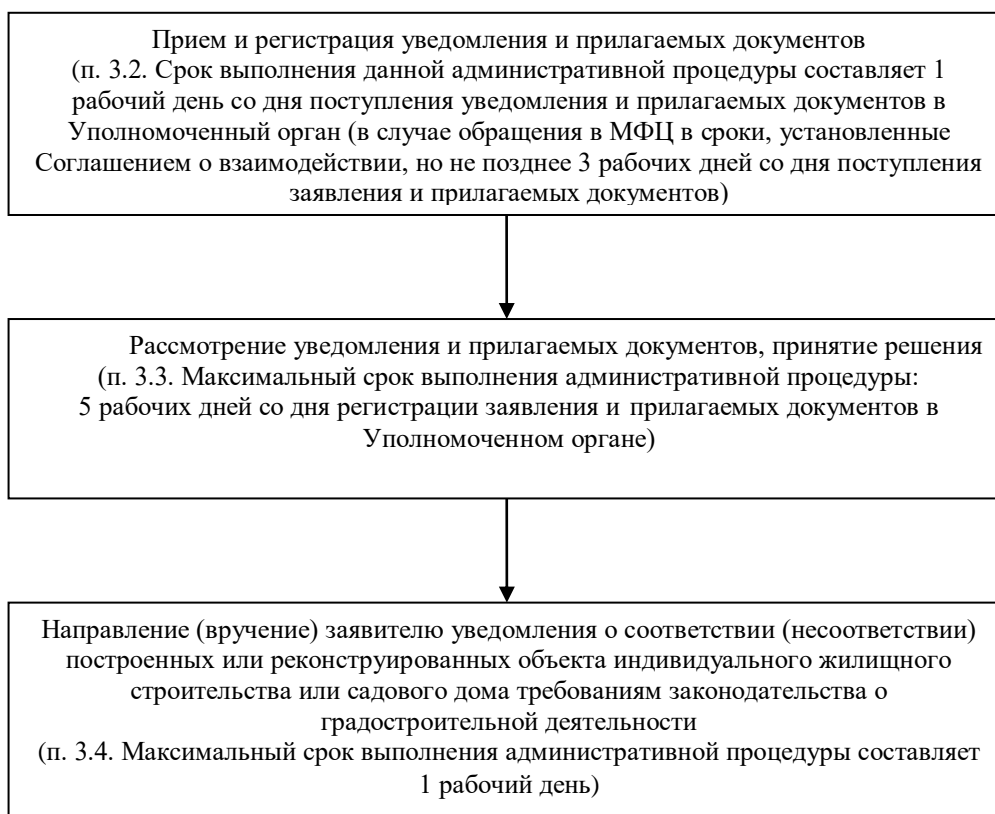 Прием и регистрация уведомления и прилагаемых документов
(п. 3.2. Срок выполнения данной административной процедуры составляет 1
рабочий день со дня поступления уведомления и прилагаемых документов в
Уполномоченный орган (в случае обращения в МФЦ в сроки, установленные
Соглашением о взаимодействии, но не позднее 3 рабочих дней со дня поступления
заявления и прилагаемых документов)
Рассмотрение уведомления и прилагаемых документов, принятие решения
(п. 3.3. Максимальный срок выполнения административной процедуры:
5 рабочих дней со дня регистрации заявления и прилагаемых документов в
Уполномоченном органе)
Направление (вручение) заявителю уведомления о соответствии (несоответствии)
построенных или реконструированных объекта индивидуального жилищного
строительства или садового дома требованиям законодательства о
градостроительной деятельности
(п. 3.4. Максимальный срок выполнения административной процедуры составляет
1 рабочий день)